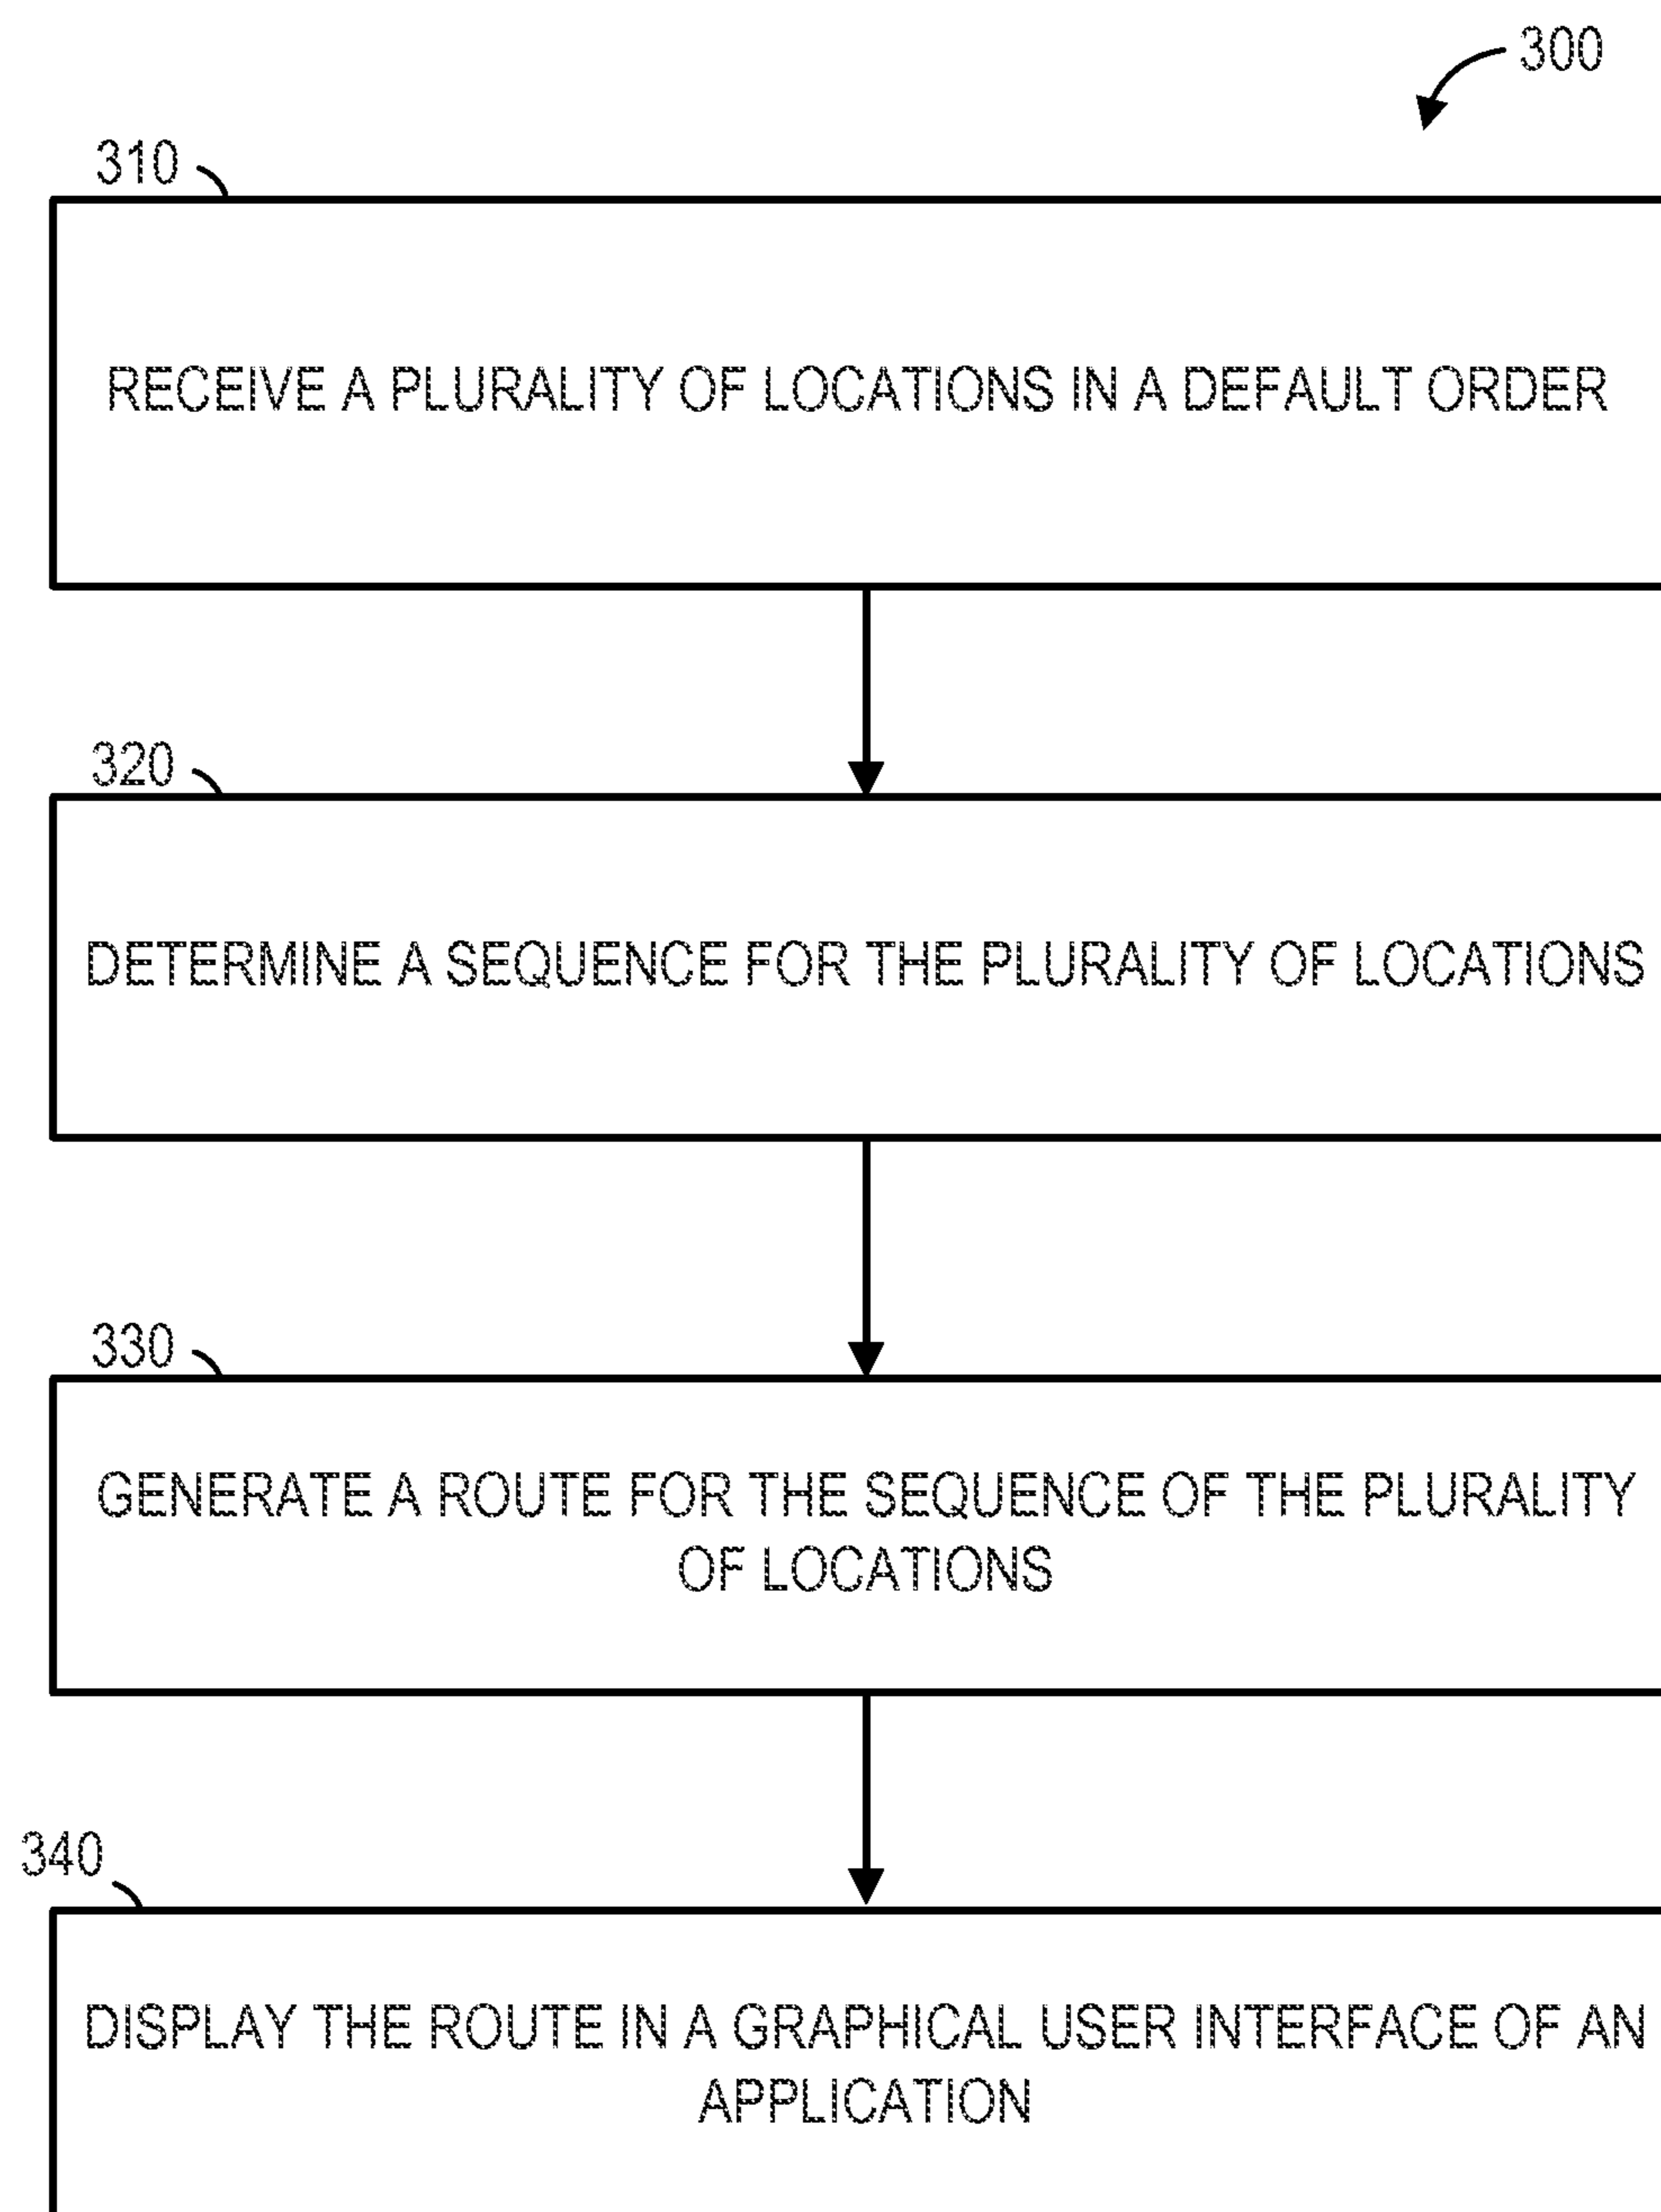 300
310
RECEIVE A PLURALITY OF LOCATIONS IN A DEFAULT ORDER
320
DETERMINE A SEQUENCE FOR THE PLURALITY OF LOCATIONS
330
GENERATE A ROUTE FOR THE SEQUENCE OF THE PLURALITY
OF LOCATIONS
340
DISPLAY THE ROUTE IN A GRAPHICAL USER INTERFACE OF AN
APPLICATION